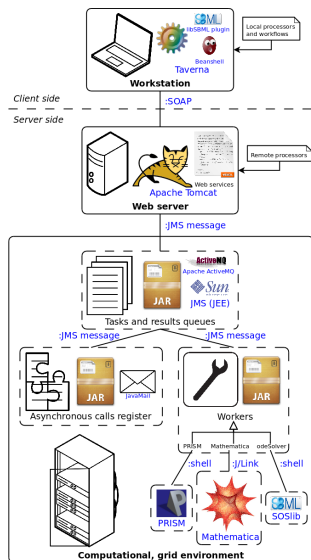 SBML
libSBML plugin
Local processors
and workflows
Beanshell
Taverna
Workstation
Client side
:SOAP
Server side
Remote processors
Web services
Apache Tomcat
Web server
:JMS message
ActiveMQ
Apache ActiveMQ
Sun
JAR
JMS (JEE)
Tasks and results queues
:JMS message
:JMS message
JAR
JavaMail
JAR
Asynchronous calls register
Workers
PRISM
Mathematica
odeSolver
:shell
:J/Link
:shell
SBML
PRISM
SOSlib
Mathematica
Computational, grid environment